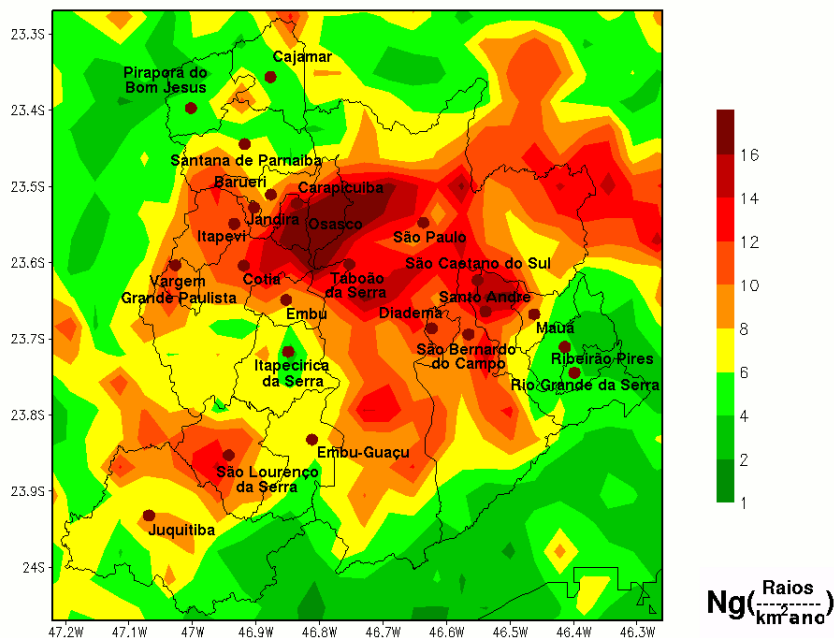 23.3S
Cajamar
Pirapora do
Bom Jesus
23.4S
Santana de Parnaiba
16
23.5S
Barueri
Carapicuiba
14
Jandira
Osasco
Itapevi
São Paulo
12
23.6S
São Caetano do Sul
Vargem
Grande Paulista
Cotia
Taboão
da Serra
10
Santo Andre
Embu
Diadema
Mauá
8
23.7S
São Bernardo
do Campo
Ribeirão Pires
Itapecirica
da Serra
Rio Grande da Serra
6
23.8S
4
Embu-Guaçu
São Lourenço
da Serra
2
23.9S
1
Juquitiba
24S
Ng(Raios
km² ano)
47.2W 47.1W 47W 46.9W 46.8W 46.7W 46.6W 46.5W 46.4W 46.3W